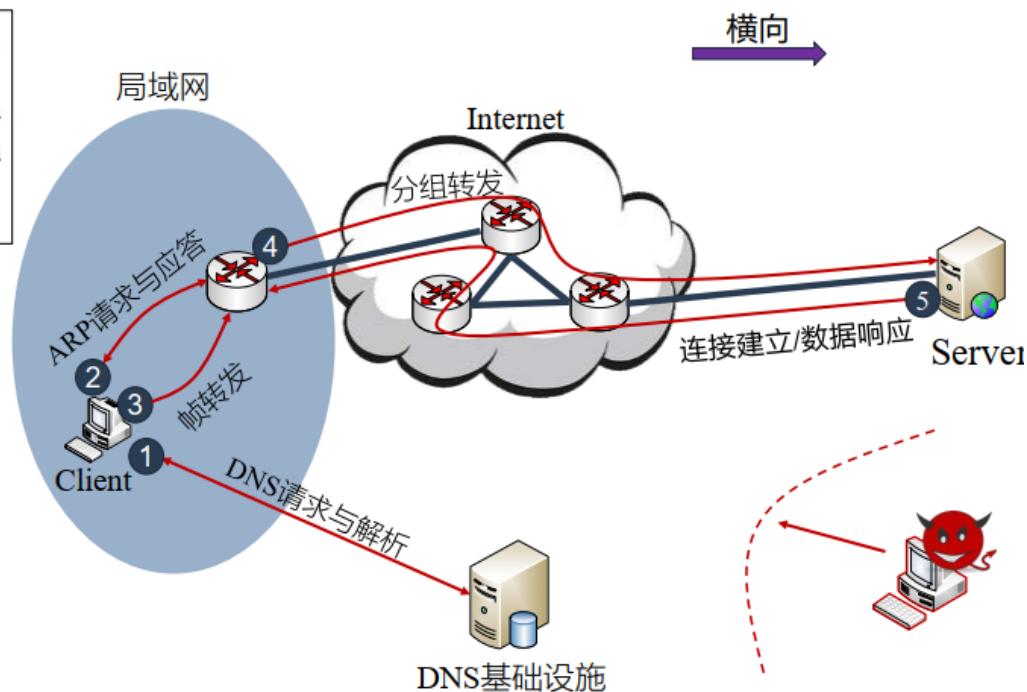 横向
局域网
Internet
分组转发
4
ARP请求与应答
5
连接建立/数据响应
Server
2
3
帧转发
1
Client
DNS请求与解析
DNS基础设施